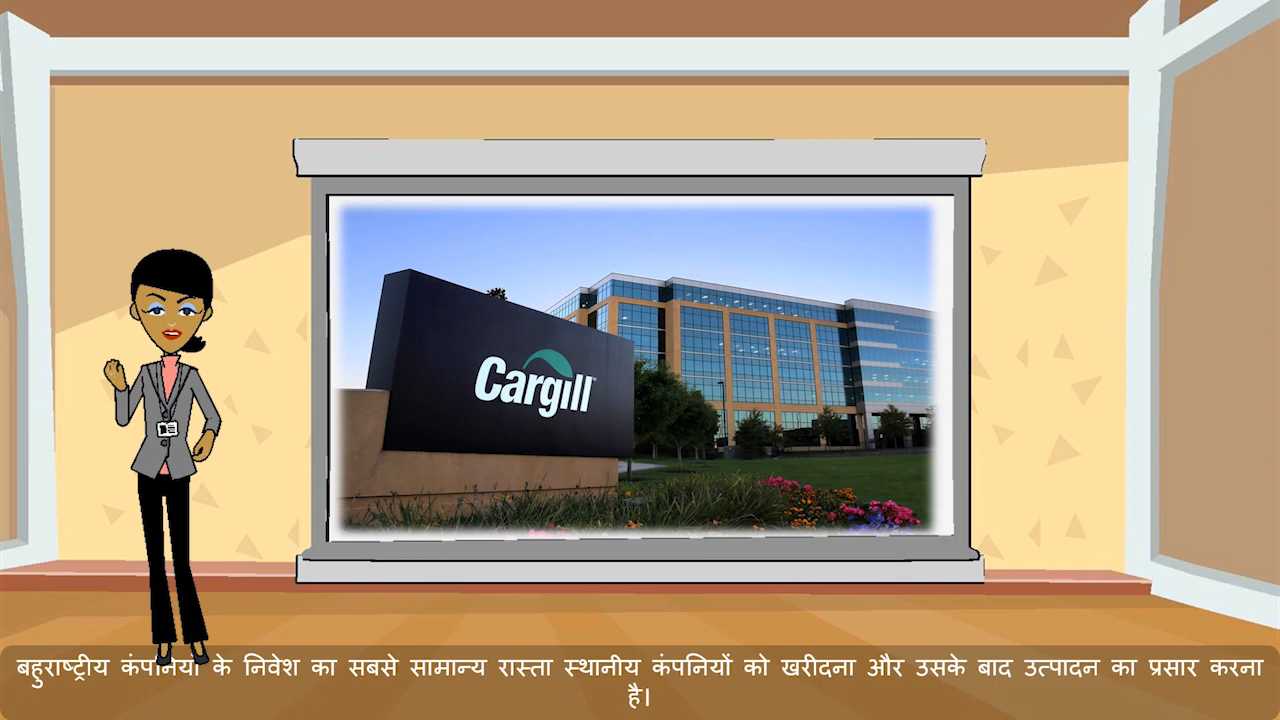 Cargill
बहुराष्ट्रीय कंपनियों के निवेश का सबसे सामान्य रास्ता स्थानीय कंपनियों को खरीदना और उसके बाद उत्पादन का प्रसार करना
है।